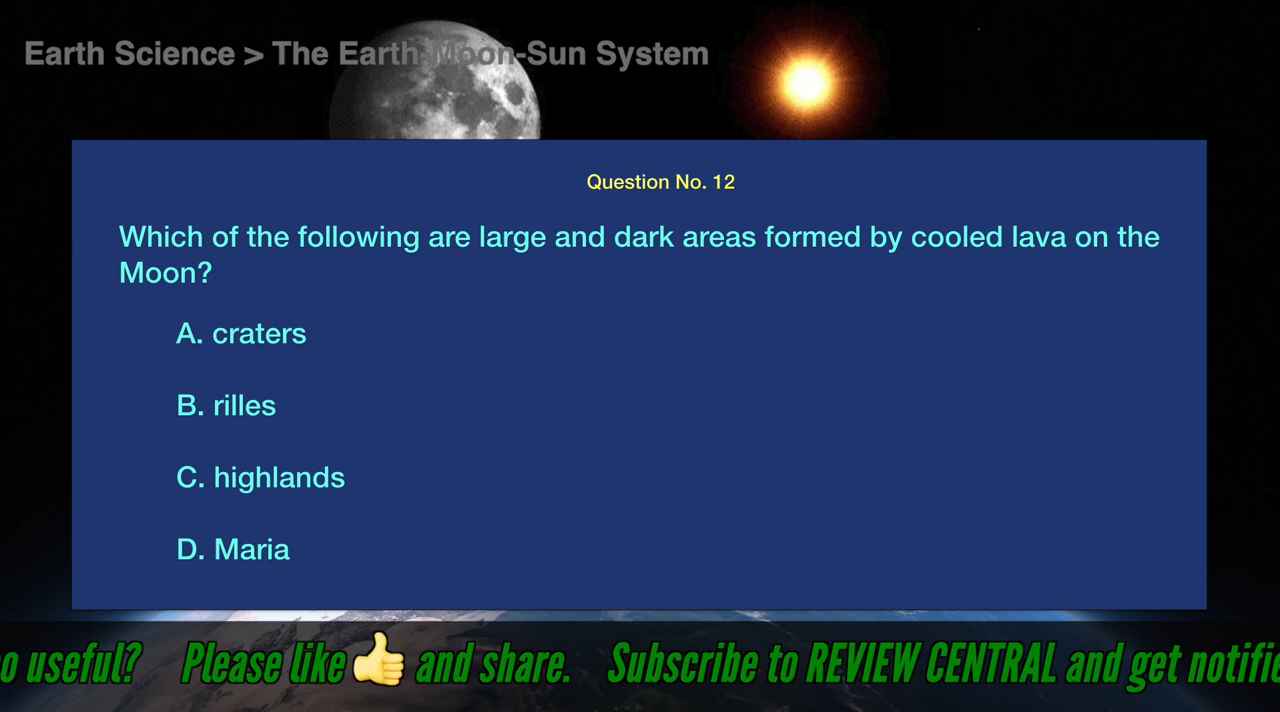 Earth Science > The Earth-Moon-Sun System
Question No. 12
Which of the following are large and dark areas formed by cooled lava on the
Moon?
A. craters
B. rilles
C. highlands
D. Maria
o useful? Please like 👍 and share. Subscribe to REVIEW CENTRAL and get notific